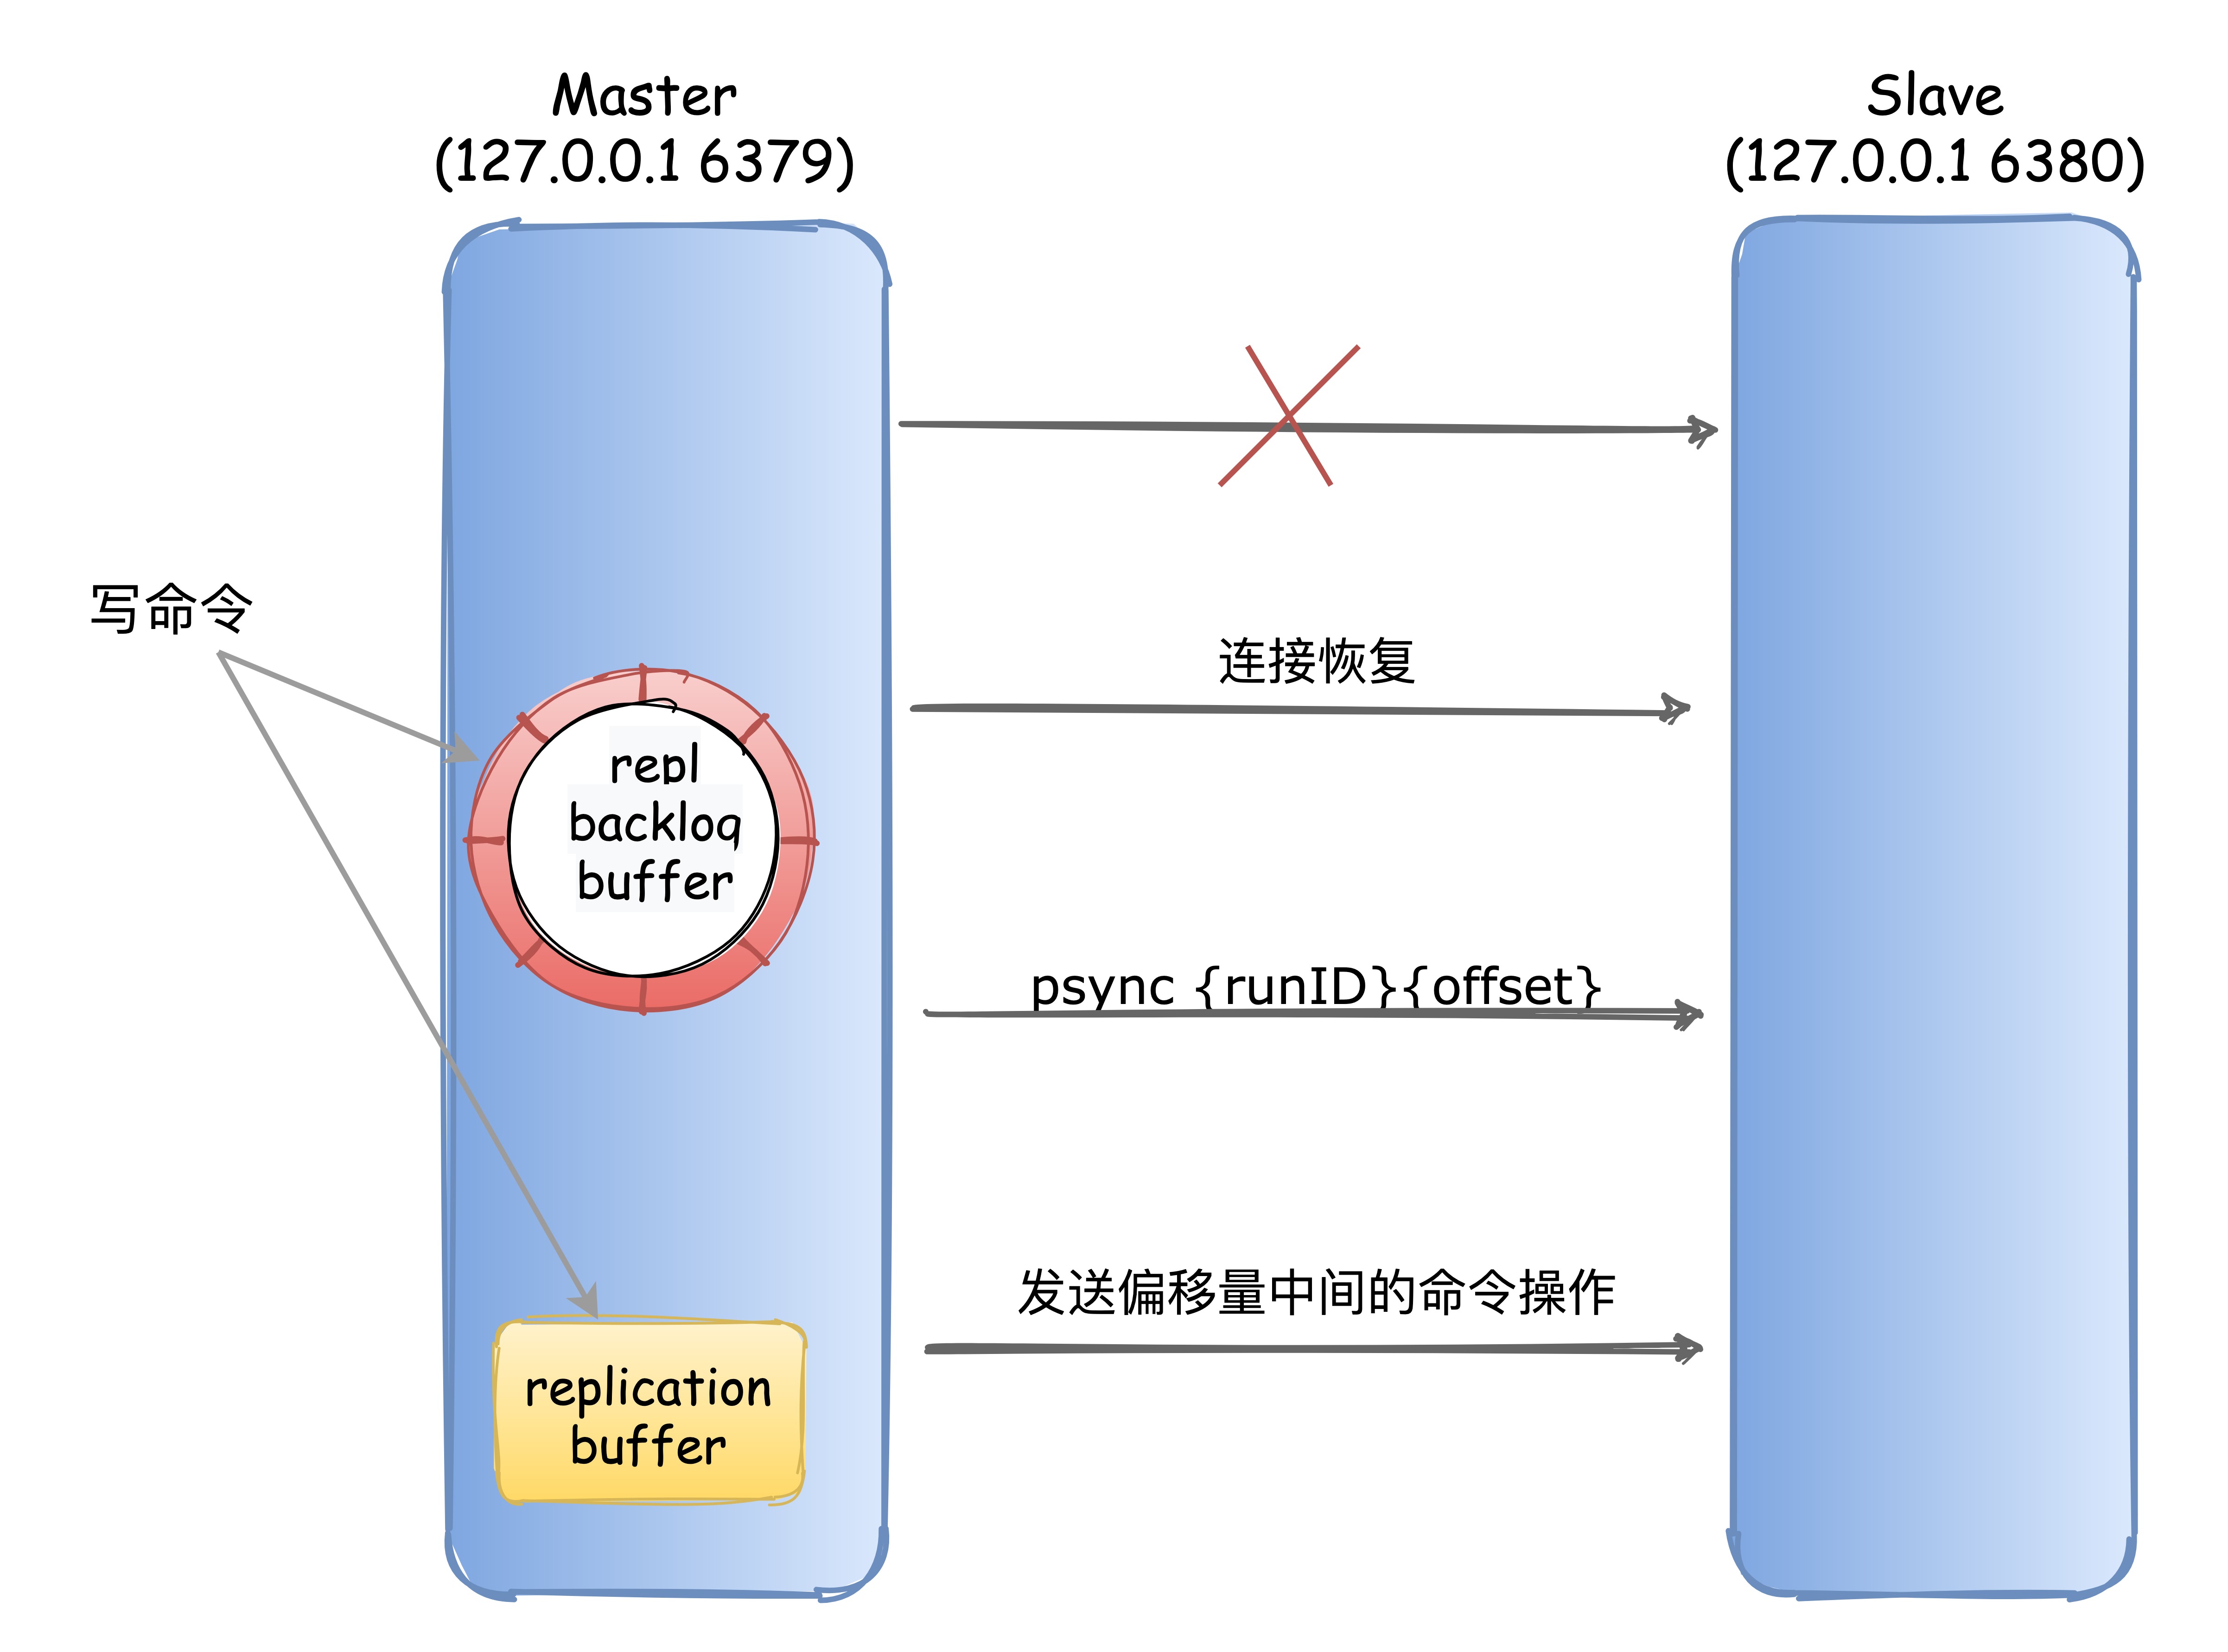 Master
(127.0.0.1 6379)
Slave
(127.0.0.1 6380)
写命令
连接恢复
repl
backlog
buffer
psync {runID}{offset}
发送偏移量中间的命令操作
replication
buffer